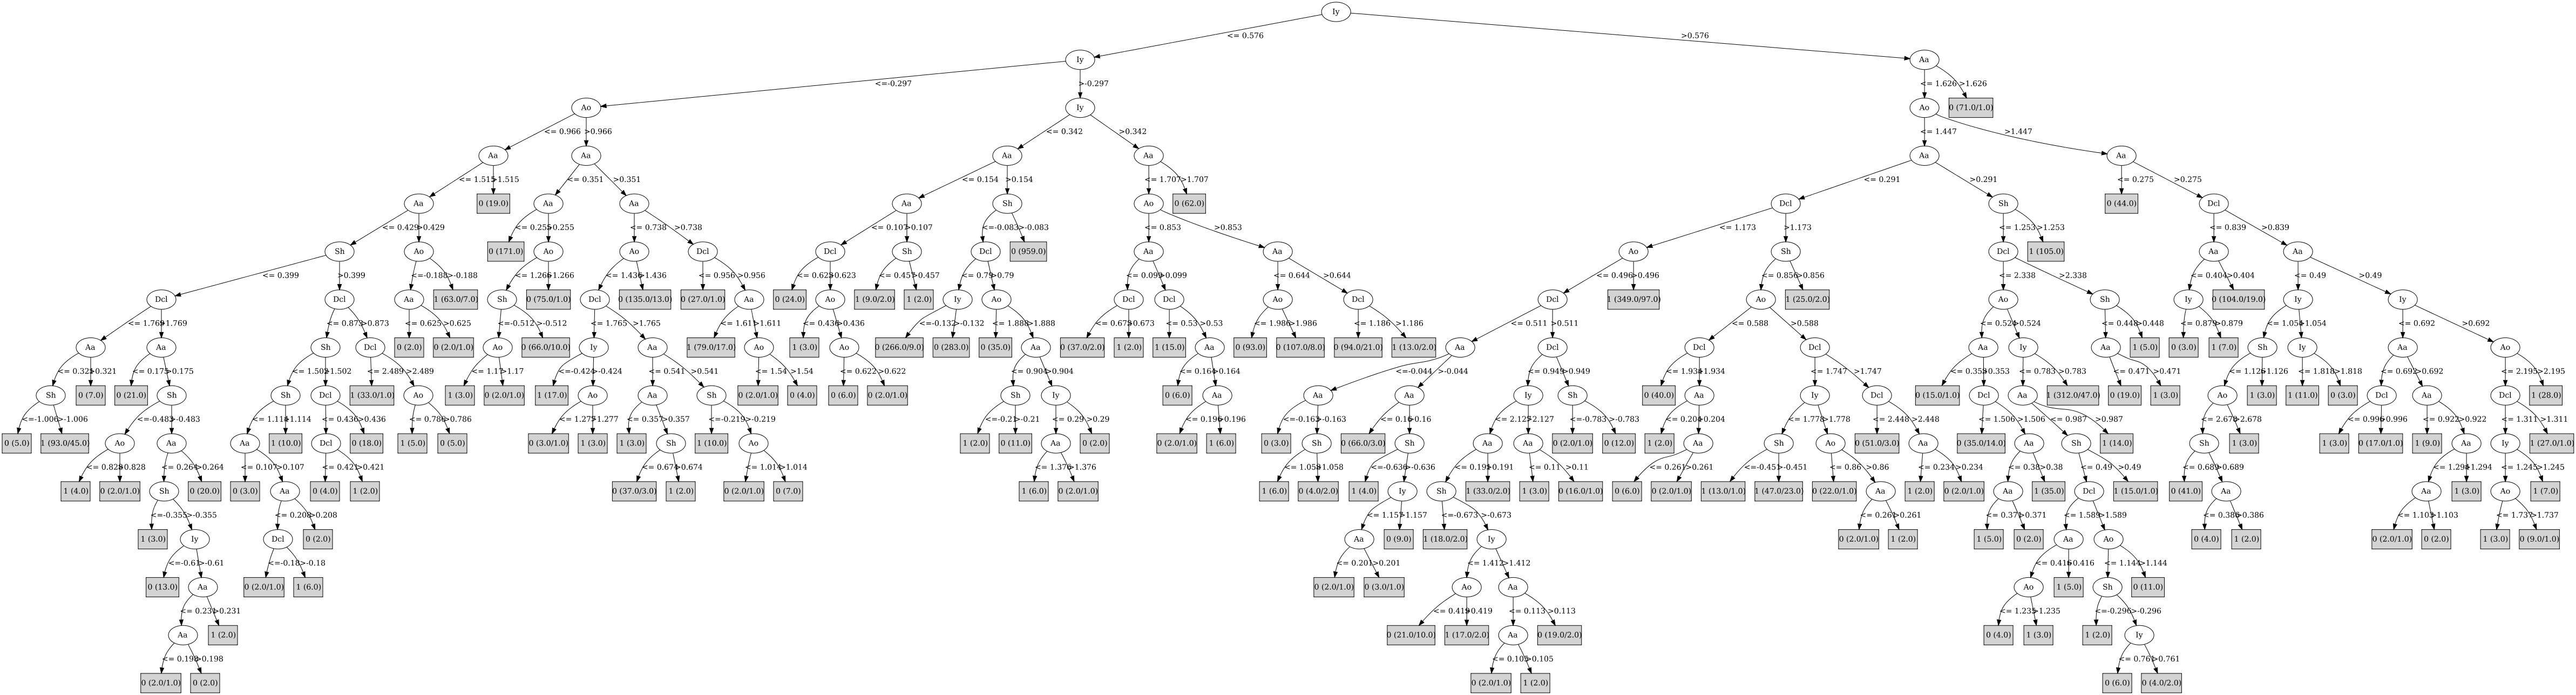 Iy
<= 0.576 >0.576
Iy Aa
<=-0.297 >-0.297 <= 1.626 >1.626
Ao Iy Ao 0 (71.0/1.0)
<= 0.966 >0.966 <= 0.342 >0.342 <= 1.447 >1.447
Aa Aa Aa Aa Aa Aa
<= 1.515 >1.515 <= 0.351 >0.351 <= 0.154 >0.154 <= 1.707 >1.707 <= 0.291 >0.291 <= 0.275 >0.275
Aa 0 (19.0) Aa Aa Aa Sh Ao 0 (62.0) Dcl Sh 0 (44.0) Dcl
<= 0.429 >0.429 <= 0.255 >0.255 <= 0.738 >0.738 <= 0.107 >0.107 <=-0.083 >-0.083 <= 0.853 >0.853 <= 1.173 >1.173 <= 1.253 >1.253 <= 0.839 >0.839
Sh Ao 0 (171.0) Ao Ao Dcl Dcl Sh Dcl 0 (959.0) Aa Aa Ao Sh Dcl 1 (105.0) Aa Aa
<= 0.399 >0.399 <=-0.188 >-0.188 <= 1.266 >1.266 <= 1.436 >1.436 <= 0.956 >0.956 <= 0.623 >0.623 <= 0.457 >0.457 <= 0.79 >0.79 <= 0.099 >0.099 <= 0.644 >0.644 <= 0.496 >0.496 <= 0.856 >0.856 <= 2.338 >2.338 <= 0.404 >0.404 <= 0.49 >0.49
Dcl Dcl Aa 1 (63.0/7.0) Sh 0 (75.0/1.0) Dcl 0 (135.0/13.0) 0 (27.0/1.0) Aa 0 (24.0) Ao 1 (9.0/2.0) 1 (2.0) Iy Ao Dcl Dcl Ao Dcl Dcl 1 (349.0/97.0) Ao 1 (25.0/2.0) Ao Sh Iy 0 (104.0/19.0) Iy Iy
<= 1.769 >1.769 <= 0.873 >0.873 <= 0.625 >0.625 <=-0.512 >-0.512 <= 1.765 >1.765 <= 1.611 >1.611 <= 0.436 >0.436 <=-0.132 >-0.132 <= 1.888 >1.888 <= 0.673 >0.673 <= 0.53 >0.53 <= 1.986 >1.986 <= 1.186 >1.186 <= 0.511 >0.511 <= 0.588 >0.588 <= 0.524 >0.524 <= 0.448 >0.448 <= 0.879 >0.879 <= 1.054 >1.054 <= 0.692 >0.692
Aa Aa Sh Dcl 0 (2.0) 0 (2.0/1.0) Ao 0 (66.0/10.0) Iy Aa 1 (79.0/17.0) Ao 1 (3.0) Ao 0 (266.0/9.0) 0 (283.0) 0 (35.0) Aa 0 (37.0/2.0) 1 (2.0) 1 (15.0) Aa 0 (93.0) 0 (107.0/8.0) 0 (94.0/21.0) 1 (13.0/2.0) Aa Dcl Dcl Dcl Aa Iy Aa 1 (5.0) 0 (3.0) 1 (7.0) Sh Iy Aa Ao
<= 0.321 >0.321 <= 0.175 >0.175 <= 1.502 >1.502 <= 2.489 >2.489 <= 1.17 >1.17 <=-0.424 >-0.424 <= 0.541 >0.541 <= 1.54 >1.54 <= 0.622 >0.622 <= 0.904 >0.904 <= 0.164 >0.164 <=-0.044 >-0.044 <= 0.949 >0.949 <= 1.934 >1.934 <= 1.747 >1.747 <= 0.353 >0.353 <= 0.783 >0.783 <= 0.471 >0.471 <= 1.126 >1.126 <= 1.818 >1.818 <= 0.692 >0.692 <= 2.195 >2.195
Sh 0 (7.0) 0 (21.0) Sh Sh Dcl 1 (33.0/1.0) Ao 1 (3.0) 0 (2.0/1.0) 1 (17.0) Ao Aa Sh 0 (2.0/1.0) 0 (4.0) 0 (6.0) 0 (2.0/1.0) Sh Iy 0 (6.0) Aa Aa Aa Iy Sh 0 (40.0) Aa Iy Dcl 0 (15.0/1.0) Dcl Aa 1 (312.0/47.0) 0 (19.0) 1 (3.0) Ao 1 (3.0) 1 (11.0) 0 (3.0) Dcl Aa Dcl 1 (28.0)
<=-1.006 >-1.006 <=-0.483 >-0.483 <= 1.114 >1.114 <= 0.436 >0.436 <= 0.786 >0.786 <= 1.277 >1.277 <= 0.357 >0.357 <=-0.219 >-0.219 <=-0.21 >-0.21 <= 0.29 >0.29 <= 0.196 >0.196 <=-0.163 >-0.163 <= 0.16 >0.16 <= 2.127 >2.127 <=-0.783 >-0.783 <= 0.204 >0.204 <= 1.778 >1.778 <= 2.448 >2.448 <= 1.506 >1.506 <= 0.987 >0.987 <= 2.678 >2.678 <= 0.996 >0.996 <= 0.922 >0.922 <= 1.311 >1.311
0 (5.0) 1 (93.0/45.0) Ao Aa Aa 1 (10.0) Dcl 0 (18.0) 1 (5.0) 0 (5.0) 0 (3.0/1.0) 1 (3.0) 1 (3.0) Sh 1 (10.0) Ao 1 (2.0) 0 (11.0) Aa 0 (2.0) 0 (2.0/1.0) 1 (6.0) 0 (3.0) Sh 0 (66.0/3.0) Sh Aa Aa 0 (2.0/1.0) 0 (12.0) 1 (2.0) Aa Sh Ao 0 (51.0/3.0) Aa 0 (35.0/14.0) Aa Sh 1 (14.0) Sh 1 (3.0) 1 (3.0) 0 (17.0/1.0) 1 (9.0) Aa Iy 1 (27.0/1.0)
<= 0.828 >0.828 <= 0.264 >0.264 <= 0.107 >0.107 <= 0.421 >0.421 <= 0.674 >0.674 <= 1.014 >1.014 <= 1.376 >1.376 <= 1.058 >1.058 <=-0.636 >-0.636 <= 0.191 >0.191 <= 0.11 >0.11 <= 0.261 >0.261 <=-0.451 >-0.451 <= 0.86 >0.86 <= 0.234 >0.234 <= 0.38 >0.38 <= 0.49 >0.49 <= 0.689 >0.689 <= 1.294 >1.294 <= 1.245 >1.245
1 (4.0) 0 (2.0/1.0) Sh 0 (20.0) 0 (3.0) Aa 0 (4.0) 1 (2.0) 0 (37.0/3.0) 1 (2.0) 0 (2.0/1.0) 0 (7.0) 1 (6.0) 0 (2.0/1.0) 1 (6.0) 0 (4.0/2.0) 1 (4.0) Iy Sh 1 (33.0/2.0) 1 (3.0) 0 (16.0/1.0) 0 (6.0) 0 (2.0/1.0) 1 (13.0/1.0) 1 (47.0/23.0) 0 (22.0/1.0) Aa 1 (2.0) 0 (2.0/1.0) Aa 1 (35.0) Dcl 1 (15.0/1.0) 0 (41.0) Aa Aa 1 (3.0) Ao 1 (7.0)
<=-0.355 >-0.355 <= 0.208 >0.208 <= 1.157 >1.157 <=-0.673 >-0.673 <= 0.261 >0.261 <= 0.371 >0.371 <= 1.589 >1.589 <= 0.386 >0.386 <= 1.103 >1.103 <= 1.737 >1.737
1 (3.0) Iy Dcl 0 (2.0) Aa 0 (9.0) 1 (18.0/2.0) Iy 0 (2.0/1.0) 1 (2.0) 1 (5.0) 0 (2.0) Aa Ao 0 (4.0) 1 (2.0) 0 (2.0/1.0) 0 (2.0) 1 (3.0) 0 (9.0/1.0)
<=-0.61 >-0.61 <=-0.18 >-0.18 <= 0.201 >0.201 <= 1.412 >1.412 <= 0.416 >0.416 <= 1.144 >1.144
0 (13.0) Aa 0 (2.0/1.0) 1 (6.0) 0 (2.0/1.0) 0 (3.0/1.0) Ao Aa Ao 1 (5.0) Sh 0 (11.0)
<= 0.231 >0.231 <= 0.419 >0.419 <= 0.113 >0.113 <= 1.235 >1.235 <=-0.296 >-0.296
Aa 1 (2.0) 0 (21.0/10.0) 1 (17.0/2.0) Aa 0 (19.0/2.0) 0 (4.0) 1 (3.0) 1 (2.0) Iy
<= 0.198 >0.198 <= 0.105 >0.105 <= 0.761 >0.761
0 (2.0/1.0) 0 (2.0) 0 (2.0/1.0) 1 (2.0) 0 (6.0) 0 (4.0/2.0)